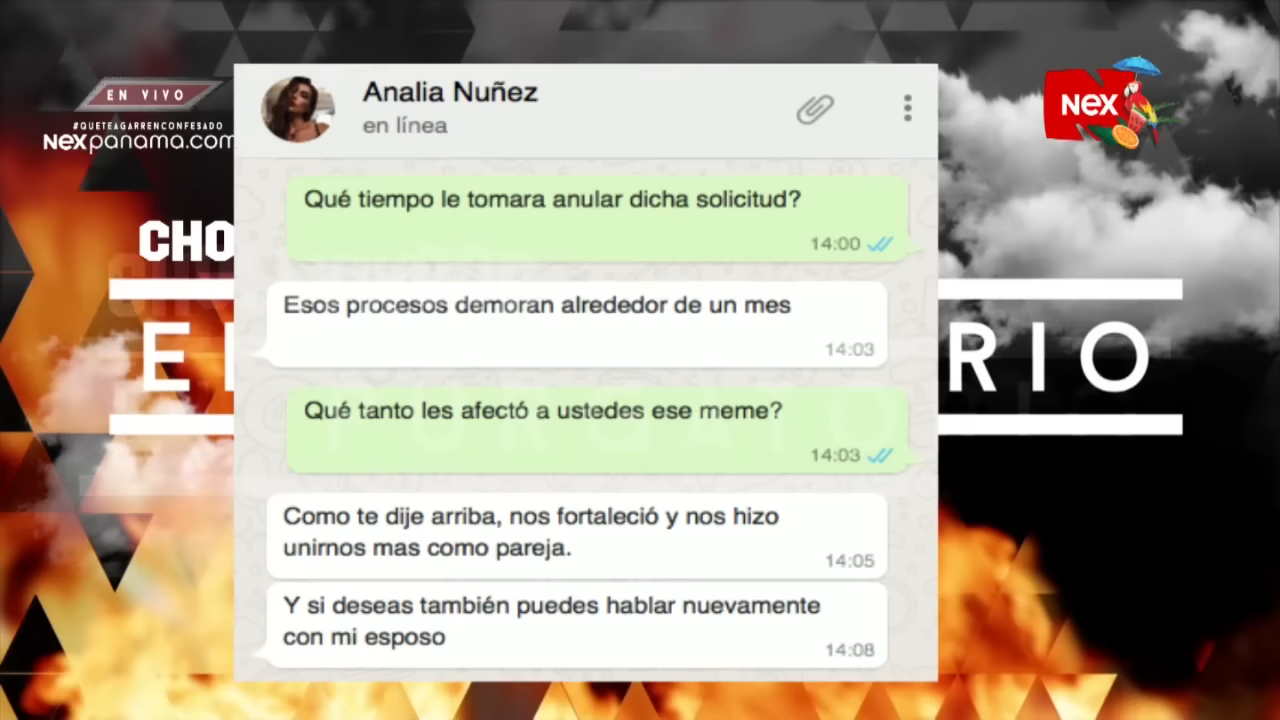 EN VIVO
#QUETEAGARRENCONFESADO
NEXpanama.com
NEX
CHO
E
RIO
Analia Nuñez
en línea
Qué tiempo le tomara anular dicha solicitud?
14:00
Esos procesos demoran alrededor de un mes
14:03
Qué tanto les afectó a ustedes ese meme?
14:03
Como te dije arriba, nos fortaleció y nos hizo
unirnos mas como pareja.
14:05
Y si deseas también puedes hablar nuevamente
con mi esposo
14:08